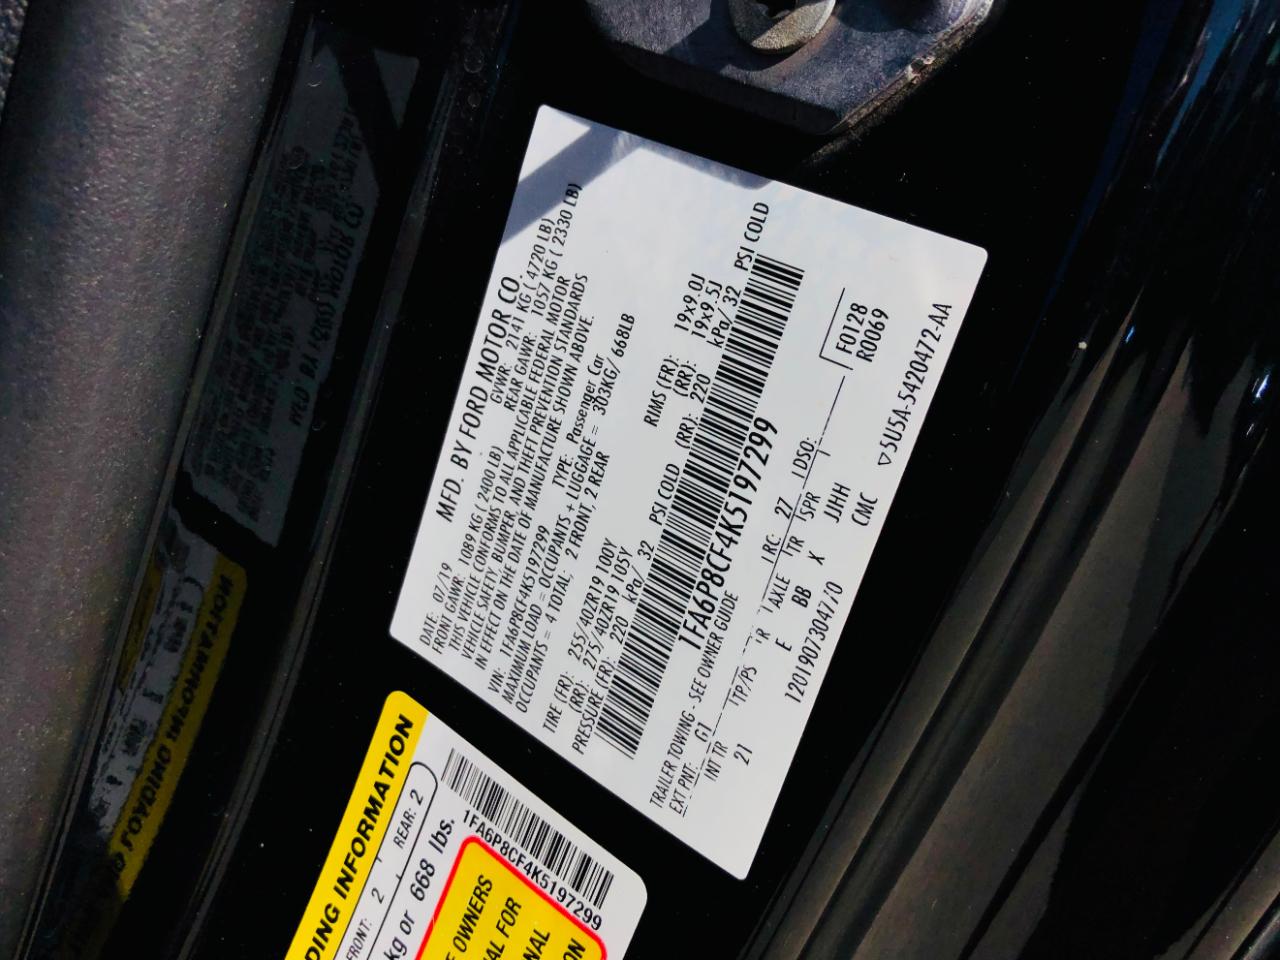 MFD. BY FORD MOTOR CO.
DATE: 07/19 GVWR: 2141 KG ( 4720 LB)
FRONT GAWR: 1089 KG ( 2400 LB) REAR GAWR: 1057 KG ( 2330 LB)
THIS VEHICLE CONFORMS TO ALL APPLICABLE FEDERAL MOTOR
VEHICLE SAFETY, BUMPER, AND THEFT PREVENTION STANDARDS
IN EFFECT ON THE DATE OF MANUFACTURE SHOWN ABOVE.
VIN: 1FA6P8CF4K5197299 TYPE: Passenger Car
MAXIMUM LOAD = OCCUPANTS + LUGGAGE = 303KG/ 668LB
OCCUPANTS = 4 TOTAL, 2 FRONT, 2 REAR
TIRE (FR): 255/40ZR19 100Y RIMS (FR): 19x9.0J
(RR): 275/40ZR19 105Y (RR): 19x9.5J
PRESSURE (FR): 220 kPa/ 32 PSI COLD (RR): 220 kPa/ 32 PSI COLD
1FA6P8CF4K5197299
TRAILER TOWING - SEE OWNER GUIDE
EXT PNT: G1 RC: 27 DSO: F0128
INT TR TP/PS R AXLE TR SPR R0069
21 E BB X JJHH
1201907304770 CMC
▽5U5A-5420472-AA
DING INFORMATION
FRONT: 2 REAR: 2
kg or 668 lbs.
1FA6P8CF4K5197299
OWNERS
AL FOR
NAL
ON